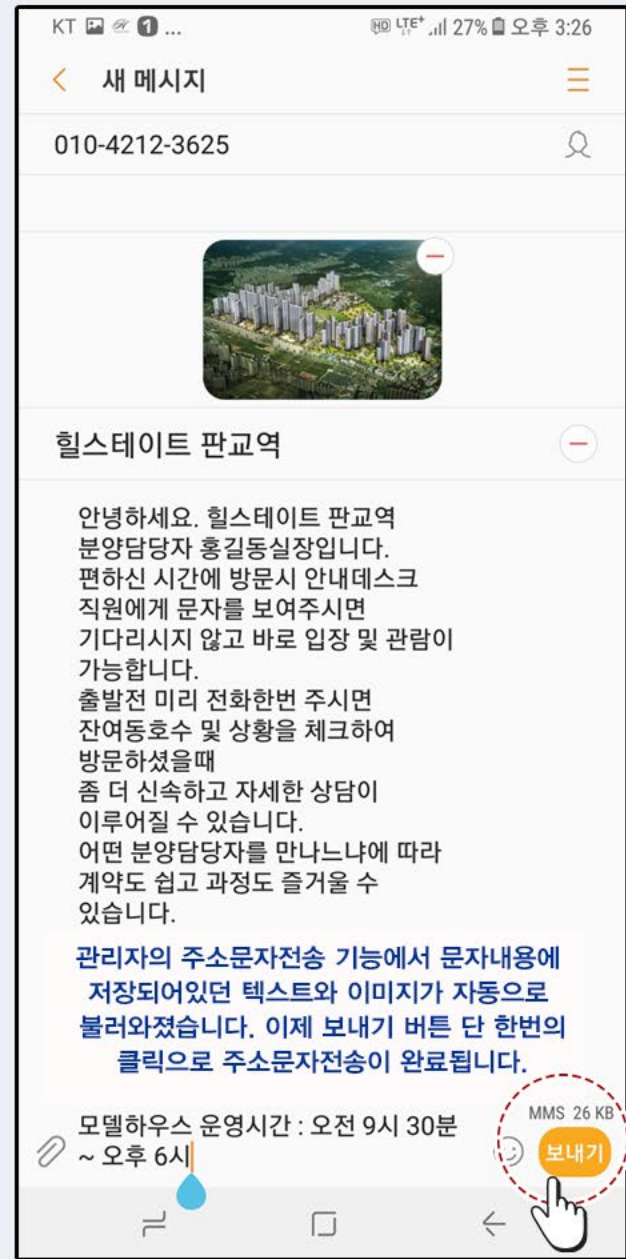 KT 1 ... HD LTE+ 27% 오후 3:26
새 메시지
010-4212-3625
힐스테이트 판교역
안녕하세요. 힐스테이트 판교역
분양담당자 홍길동실장입니다.
편하신 시간에 방문시 안내데스크
직원에게 문자를 보여주시면
기다리시지 않고 바로 입장 및 관람이
가능합니다.
출발전 미리 전화한번 주시면
잔여동호수 및 상황을 체크하여
방문하셨을때
좀 더 신속하고 자세한 상담이
이루어질 수 있습니다.
어떤 분양담당자를 만나느냐에 따라
계약도 쉽고 과정도 즐거울 수
있습니다.
관리자의 주소문자전송 기능에서 문자내용에
저장되어있던 텍스트와 이미지가 자동으로
불러와졌습니다. 이제 보내기 버튼 단 한번의
클릭으로 주소문자전송이 완료됩니다.
모델하우스 운영시간 : 오전 9시 30분
~ 오후 6시
MMS 26 KB
보내기